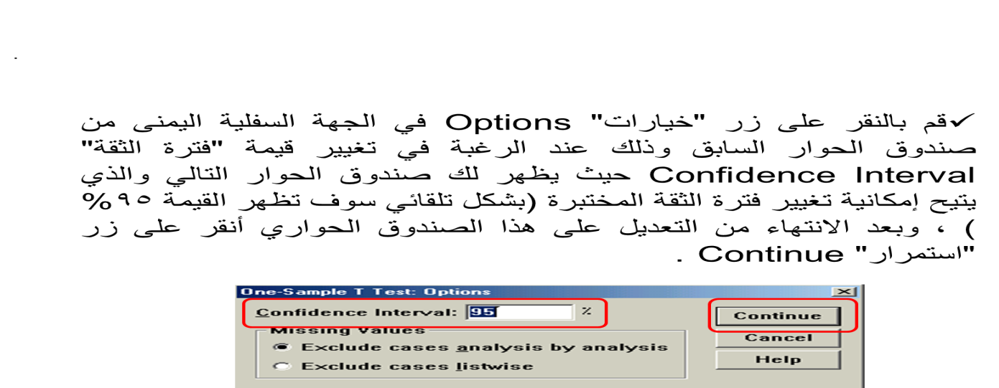 ✓قم بالنقر على زر "خيارات" Options في الجهة السفلية اليمنى من
صندوق الحوار السابق وذلك عند الرغبة في تغيير قيمة "فترة الثقة"
Confidence Interval حيث يظهر لك صندوق الحوار التالي والذي
يتيح إمكانية تغيير فترة الثقة المختبرة (بشكل تلقائي سوف تظهر القيمة ٩٥%
) ، وبعد الانتهاء من التعديل على هذا الصندوق الحواري أنقر على زر
"استمرار" Continue .
One-Sample T Test: Options
Confidence Interval: 95 %
Continue
Missing Values
Cancel
Exclude cases analysis by analysis
Help
Exclude cases listwise